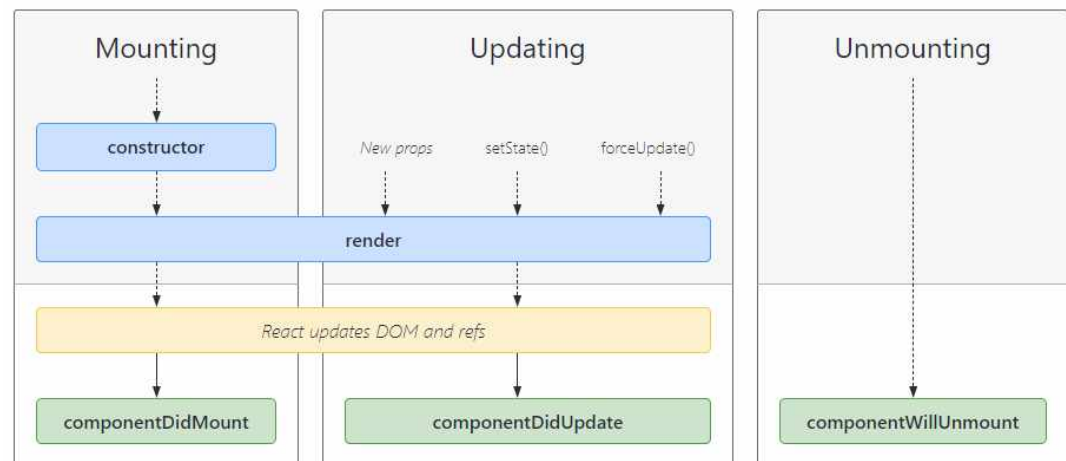 Mounting
Updating
Unmounting
constructor
New props
setState()
forceUpdate()
render
React updates DOM and refs
componentDidMount
componentDidUpdate
componentWillUnmount